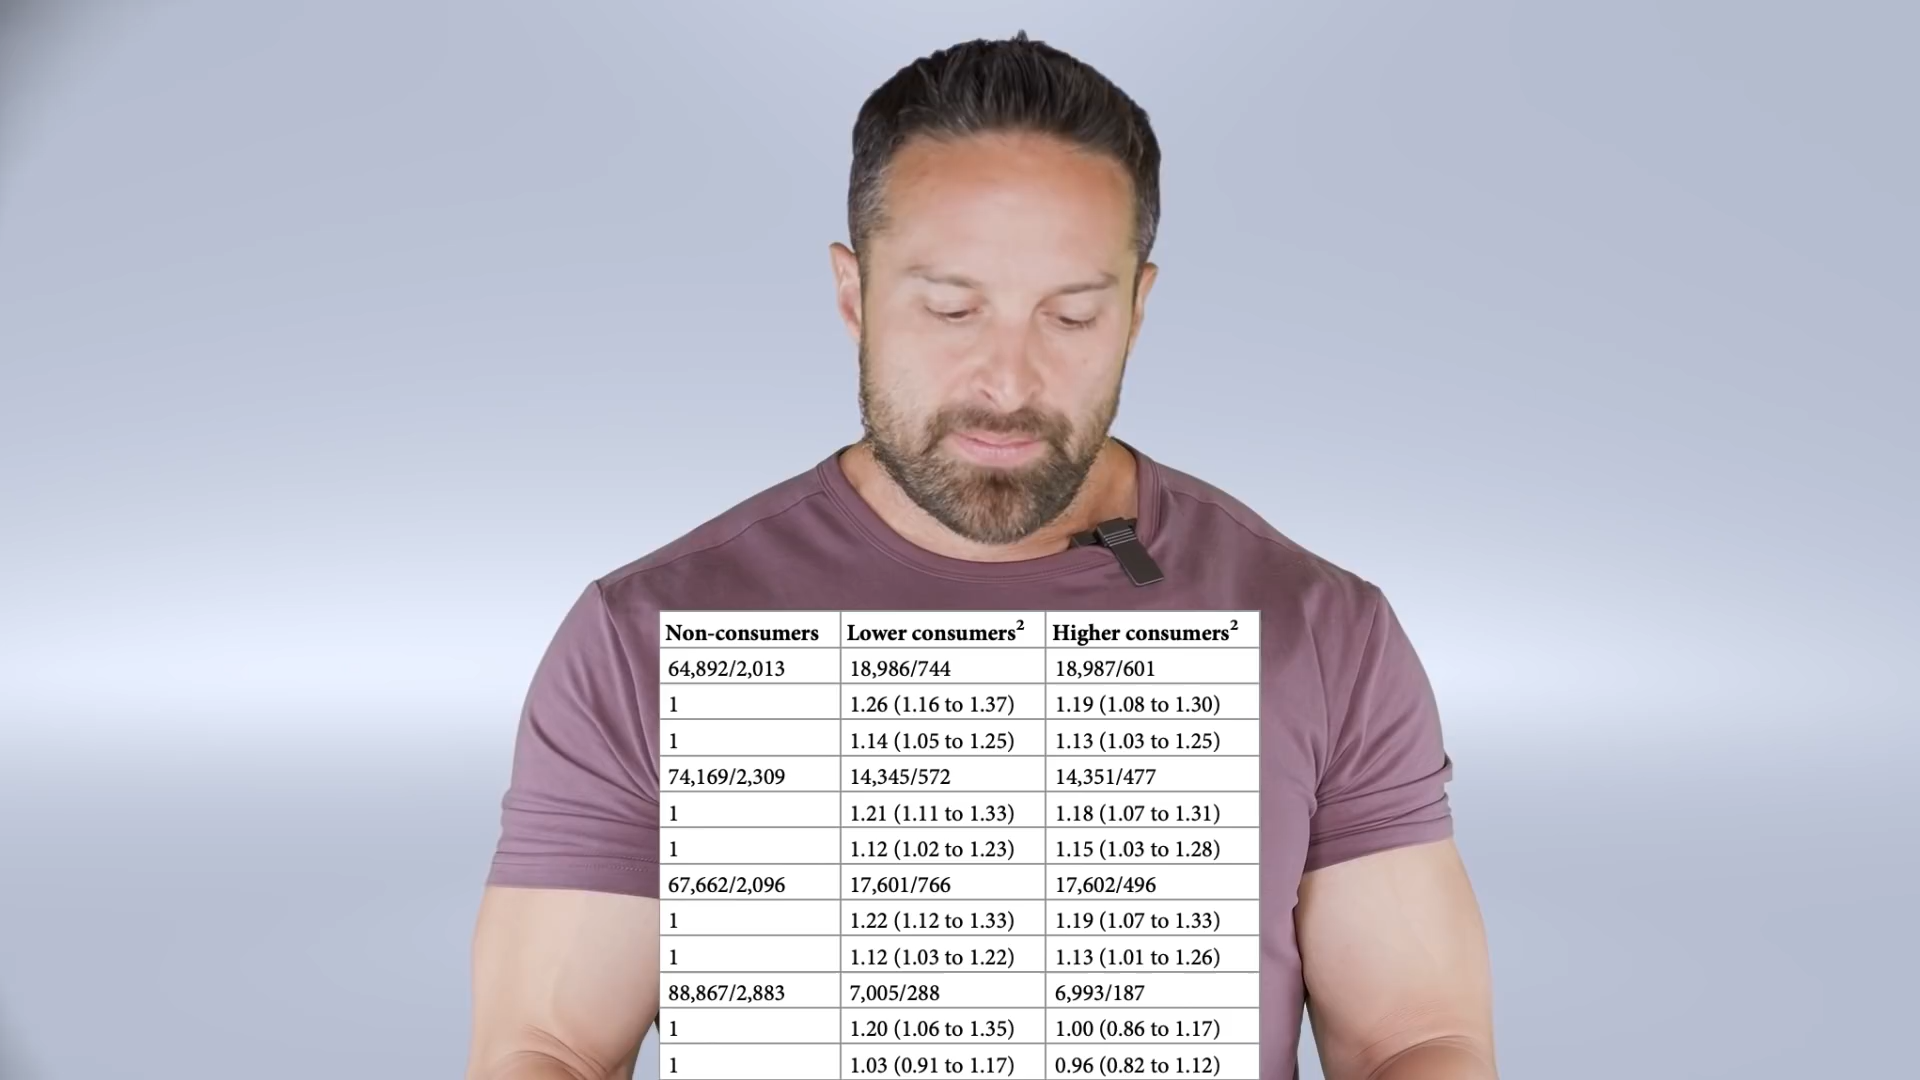 Non-consumers Lower consumers² Higher consumers²
64,892/2,013 18,986/744 18,987/601
1 1.26 (1.16 to 1.37) 1.19 (1.08 to 1.30)
1 1.14 (1.05 to 1.25) 1.13 (1.03 to 1.25)
74,169/2,309 14,345/572 14,351/477
1 1.21 (1.11 to 1.33) 1.18 (1.07 to 1.31)
1 1.12 (1.02 to 1.23) 1.15 (1.03 to 1.28)
67,662/2,096 17,601/766 17,602/496
1 1.22 (1.12 to 1.33) 1.19 (1.07 to 1.33)
1 1.12 (1.03 to 1.22) 1.13 (1.01 to 1.26)
88,867/2,883 7,005/288 6,993/187
1 1.20 (1.06 to 1.35) 1.00 (0.86 to 1.17)
1 1.03 (0.91 to 1.17) 0.96 (0.82 to 1.12)